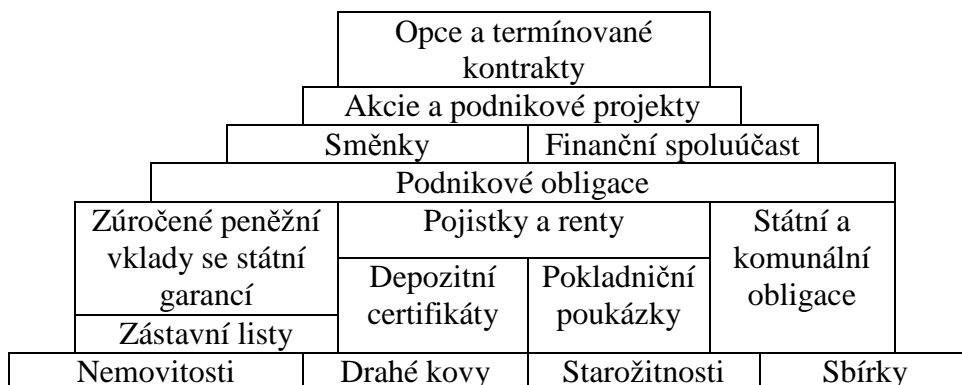 Opce a termínované
kontrakty
Akcie a podnikové projekty
Směnky
Finanční spoluúčast
Podnikové obligace
Zúročené peněžní
vklady se státní
garancí
Pojistky a renty
Státní a
komunální
obligace
Depozitní
certifikáty
Pokladniční
poukázky
Zástavní listy
Nemovitosti
Drahé kovy
Starožitnosti
Sbírky